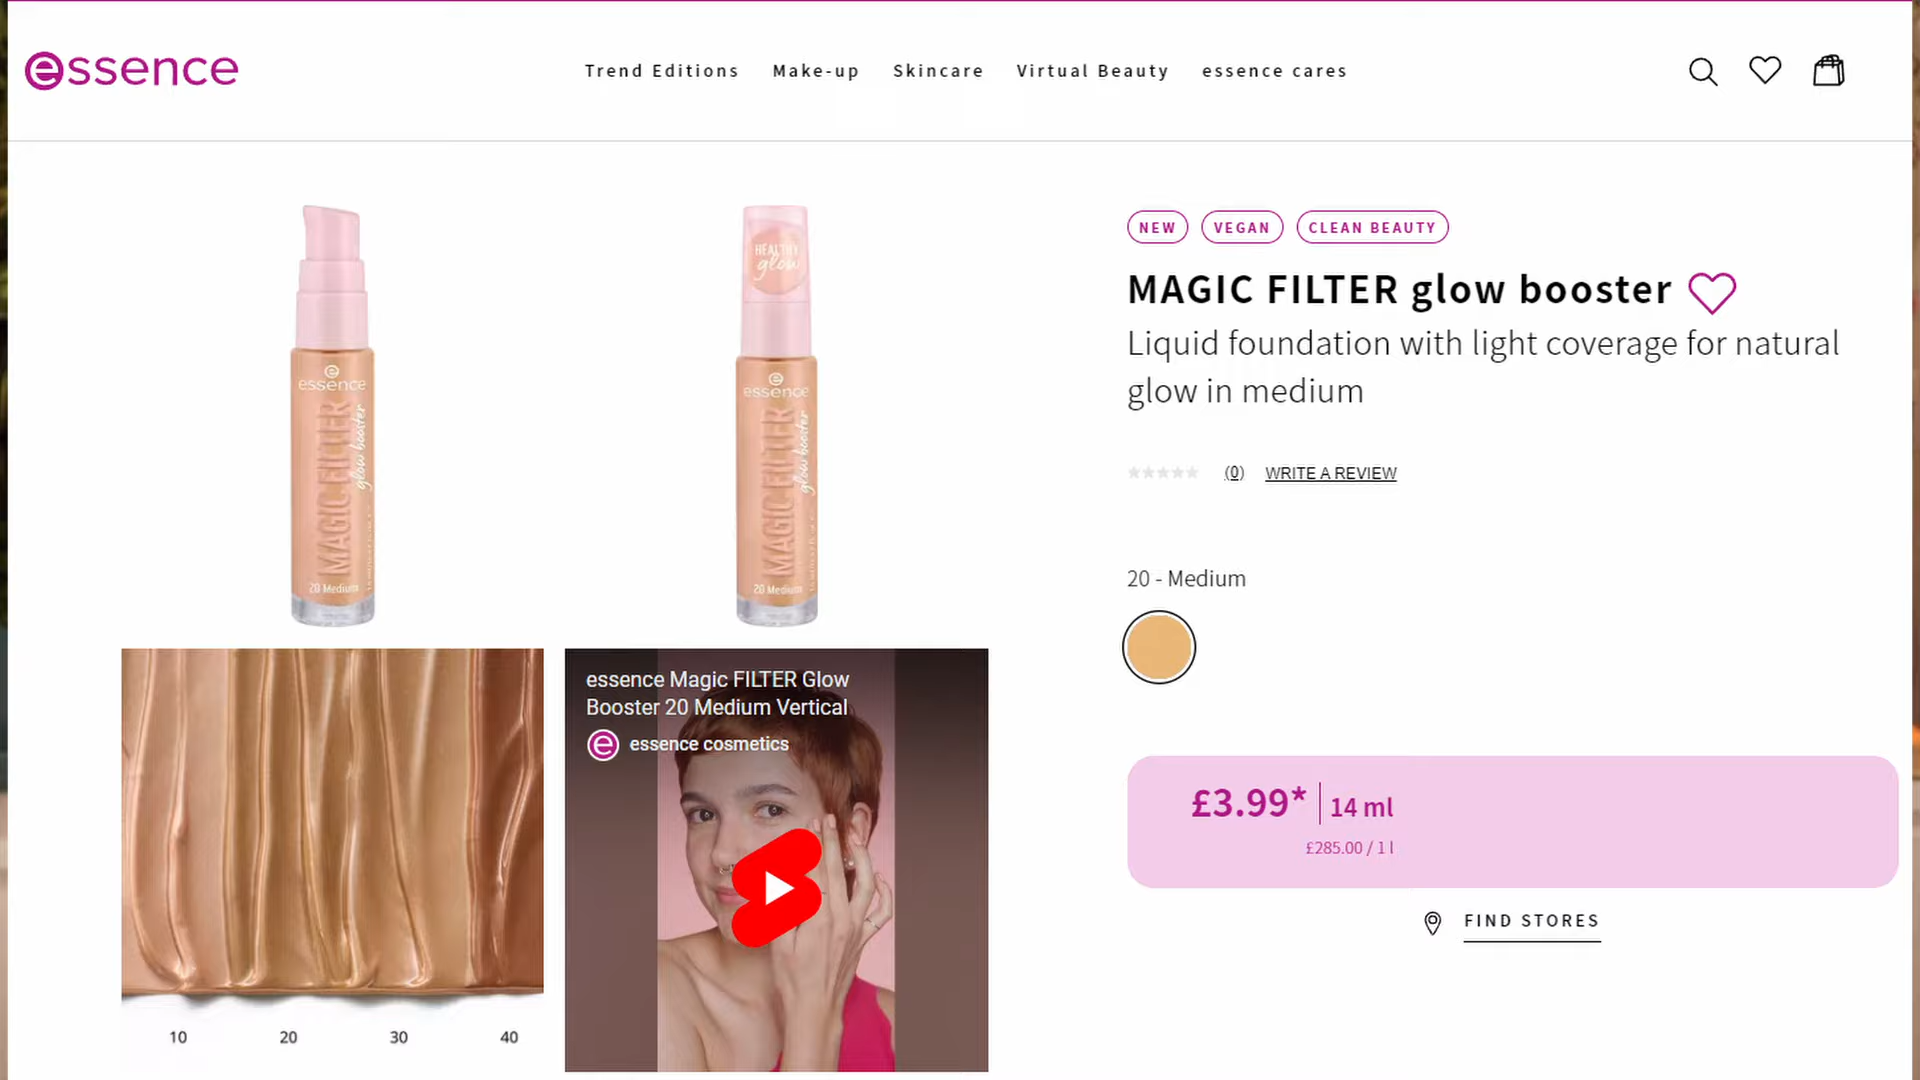 essence
Trend Editions Make-up Skincare Virtual Beauty essence cares
HEALTHY
glow
essence
MAGIC FILTER
glow booster
20 Medium
essence
MAGIC FILTER
glow booster
20 Medium
NEW VEGAN CLEAN BEAUTY
MAGIC FILTER glow booster
Liquid foundation with light coverage for natural
glow in medium
(0) WRITE A REVIEW
20 - Medium
£3.99* 14 ml
£285.00 / 1 l
FIND STORES
10 20 30 40
essence Magic FILTER Glow
Booster 20 Medium Vertical
essence cosmetics